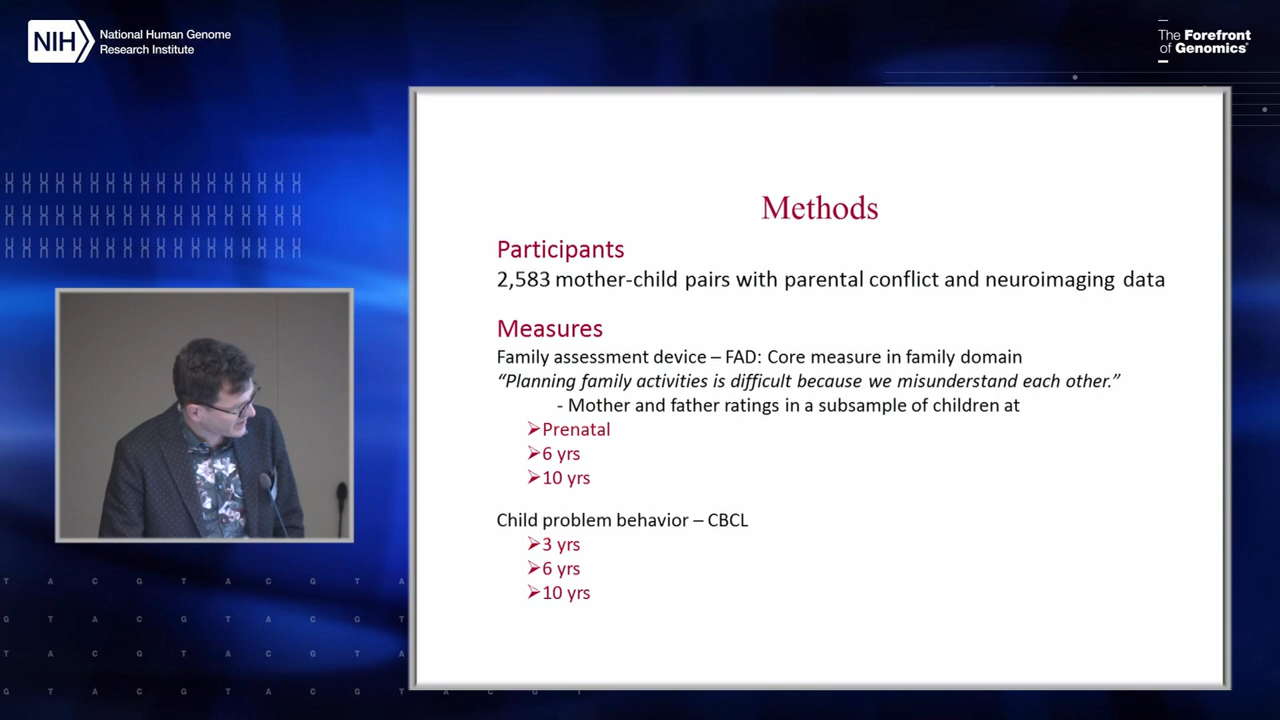 NIH
National Human Genome
Research Institute
The Forefront
of Genomics®
Methods
Participants
2,583 mother-child pairs with parental conflict and neuroimaging data
Measures
Family assessment device – FAD: Core measure in family domain
“Planning family activities is difficult because we misunderstand each other.”
- Mother and father ratings in a subsample of children at
➢Prenatal
➢6 yrs
➢10 yrs
Child problem behavior – CBCL
➢3 yrs
➢6 yrs
➢10 yrs
T A C G T A C G T A
G T A C G T A C G T
T A C G T A C G T A
G T A C G T A C G T A C G T